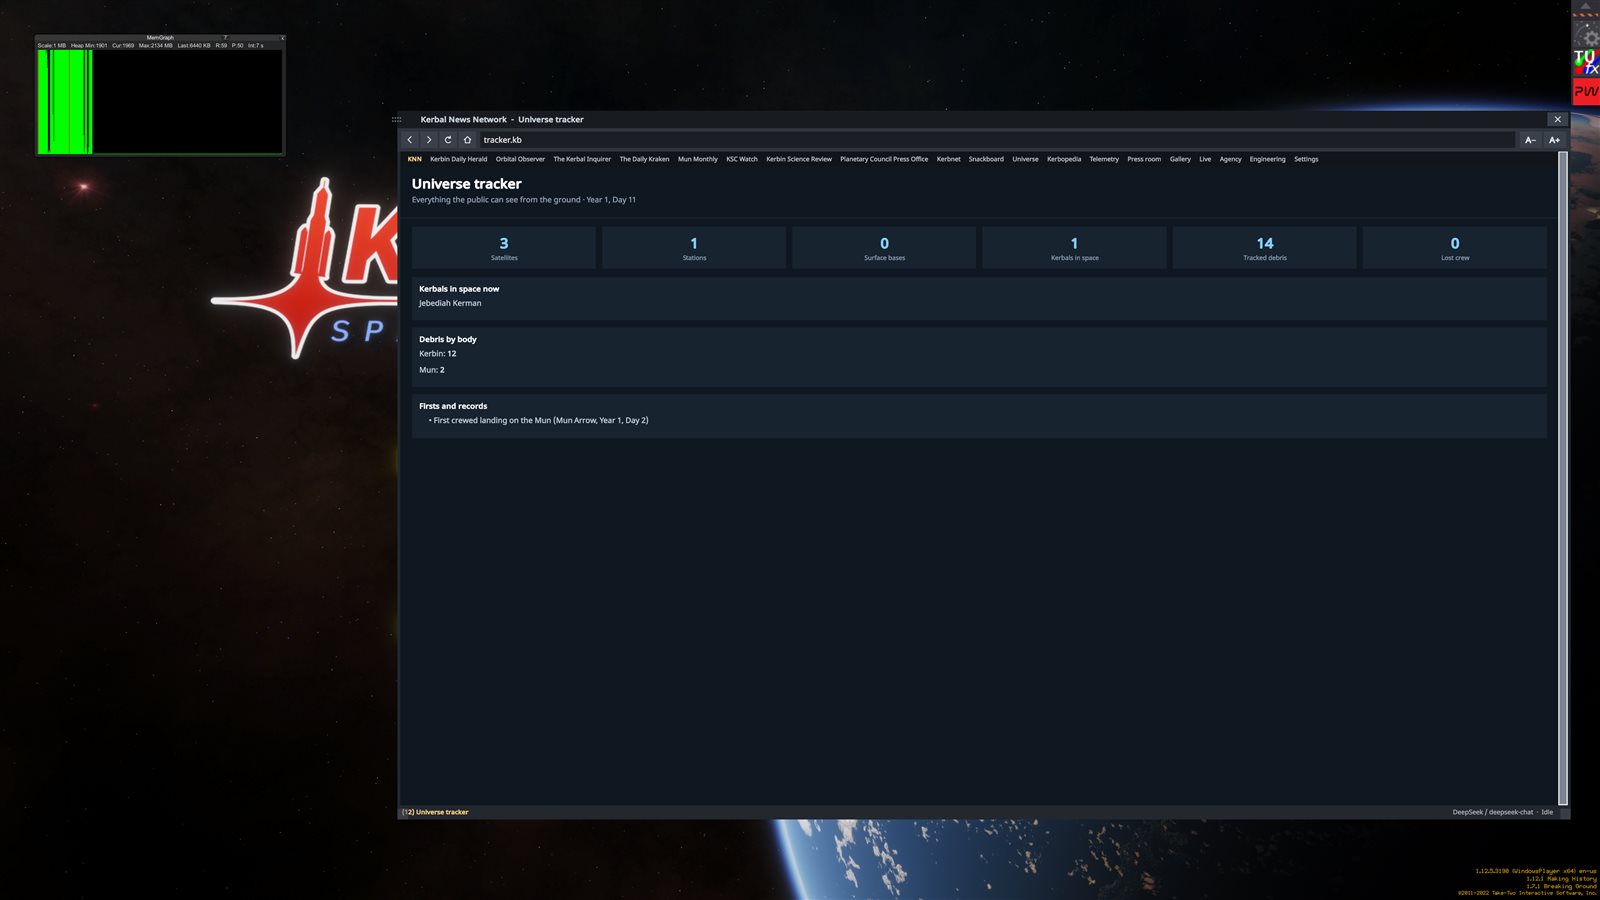 MemGraph
Scale:1 MB Heap Min:1901 Cur:1969 Max:2134 MB Last:6440 KB R:59 P:50 Int:7 s
TU
TX
PW
K
SP
Kerbal News Network - Universe tracker
tracker.kb
A- A+
KNN Kerbin Daily Herald Orbital Observer The Kerbal Inquirer The Daily Kraken Mun Monthly KSC Watch Kerbin Science Review Planetary Council Press Office Kerbnet Snackboard Universe Kerbopedia Telemetry Press room Gallery Live Agency Engineering Settings
Universe tracker
Everything the public can see from the ground · Year 1, Day 11
3 1 0 1 14 0
Satellites Stations Surface bases Kerbals in space Tracked debris Lost crew
Kerbals in space now
Jebediah Kerman
Debris by body
Kerbin: 12
Mun: 2
Firsts and records
• First crewed landing on the Mun (Mun Arrow, Year 1, Day 2)
(12) Universe tracker
DeepSeek / deepseek-chat · Idle
1.12.5.3190 (WindowsPlayer x64) en-us
1.12.1 Making History
1.7.1 Breaking Ground
©2011-2022 Take-Two Interactive Software, Inc.